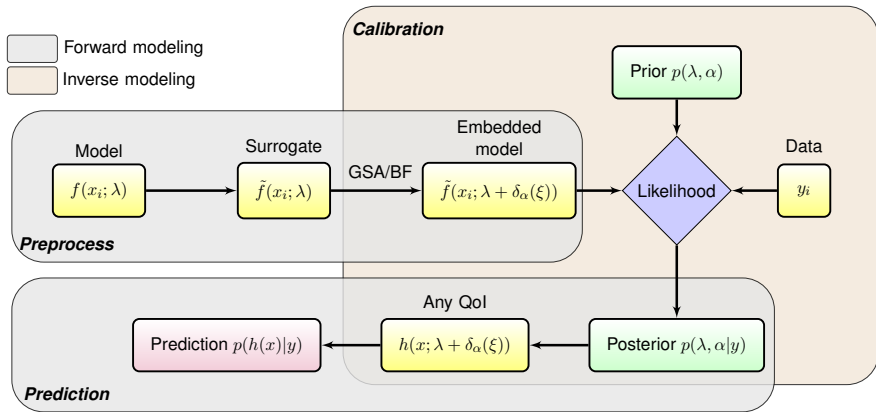 Forward modeling
Inverse modeling
Calibration
Prior p(λ, α)
Model
Surrogate
Embedded
model
Data
f(x_i; λ)
f̃(x_i; λ)
GSA/BF
f̃(x_i; λ + δ_α(ξ))
Likelihood
y_i
Preprocess
Any QoI
Prediction p(h(x)|y)
h(x; λ + δ_α(ξ))
Posterior p(λ, α|y)
Prediction